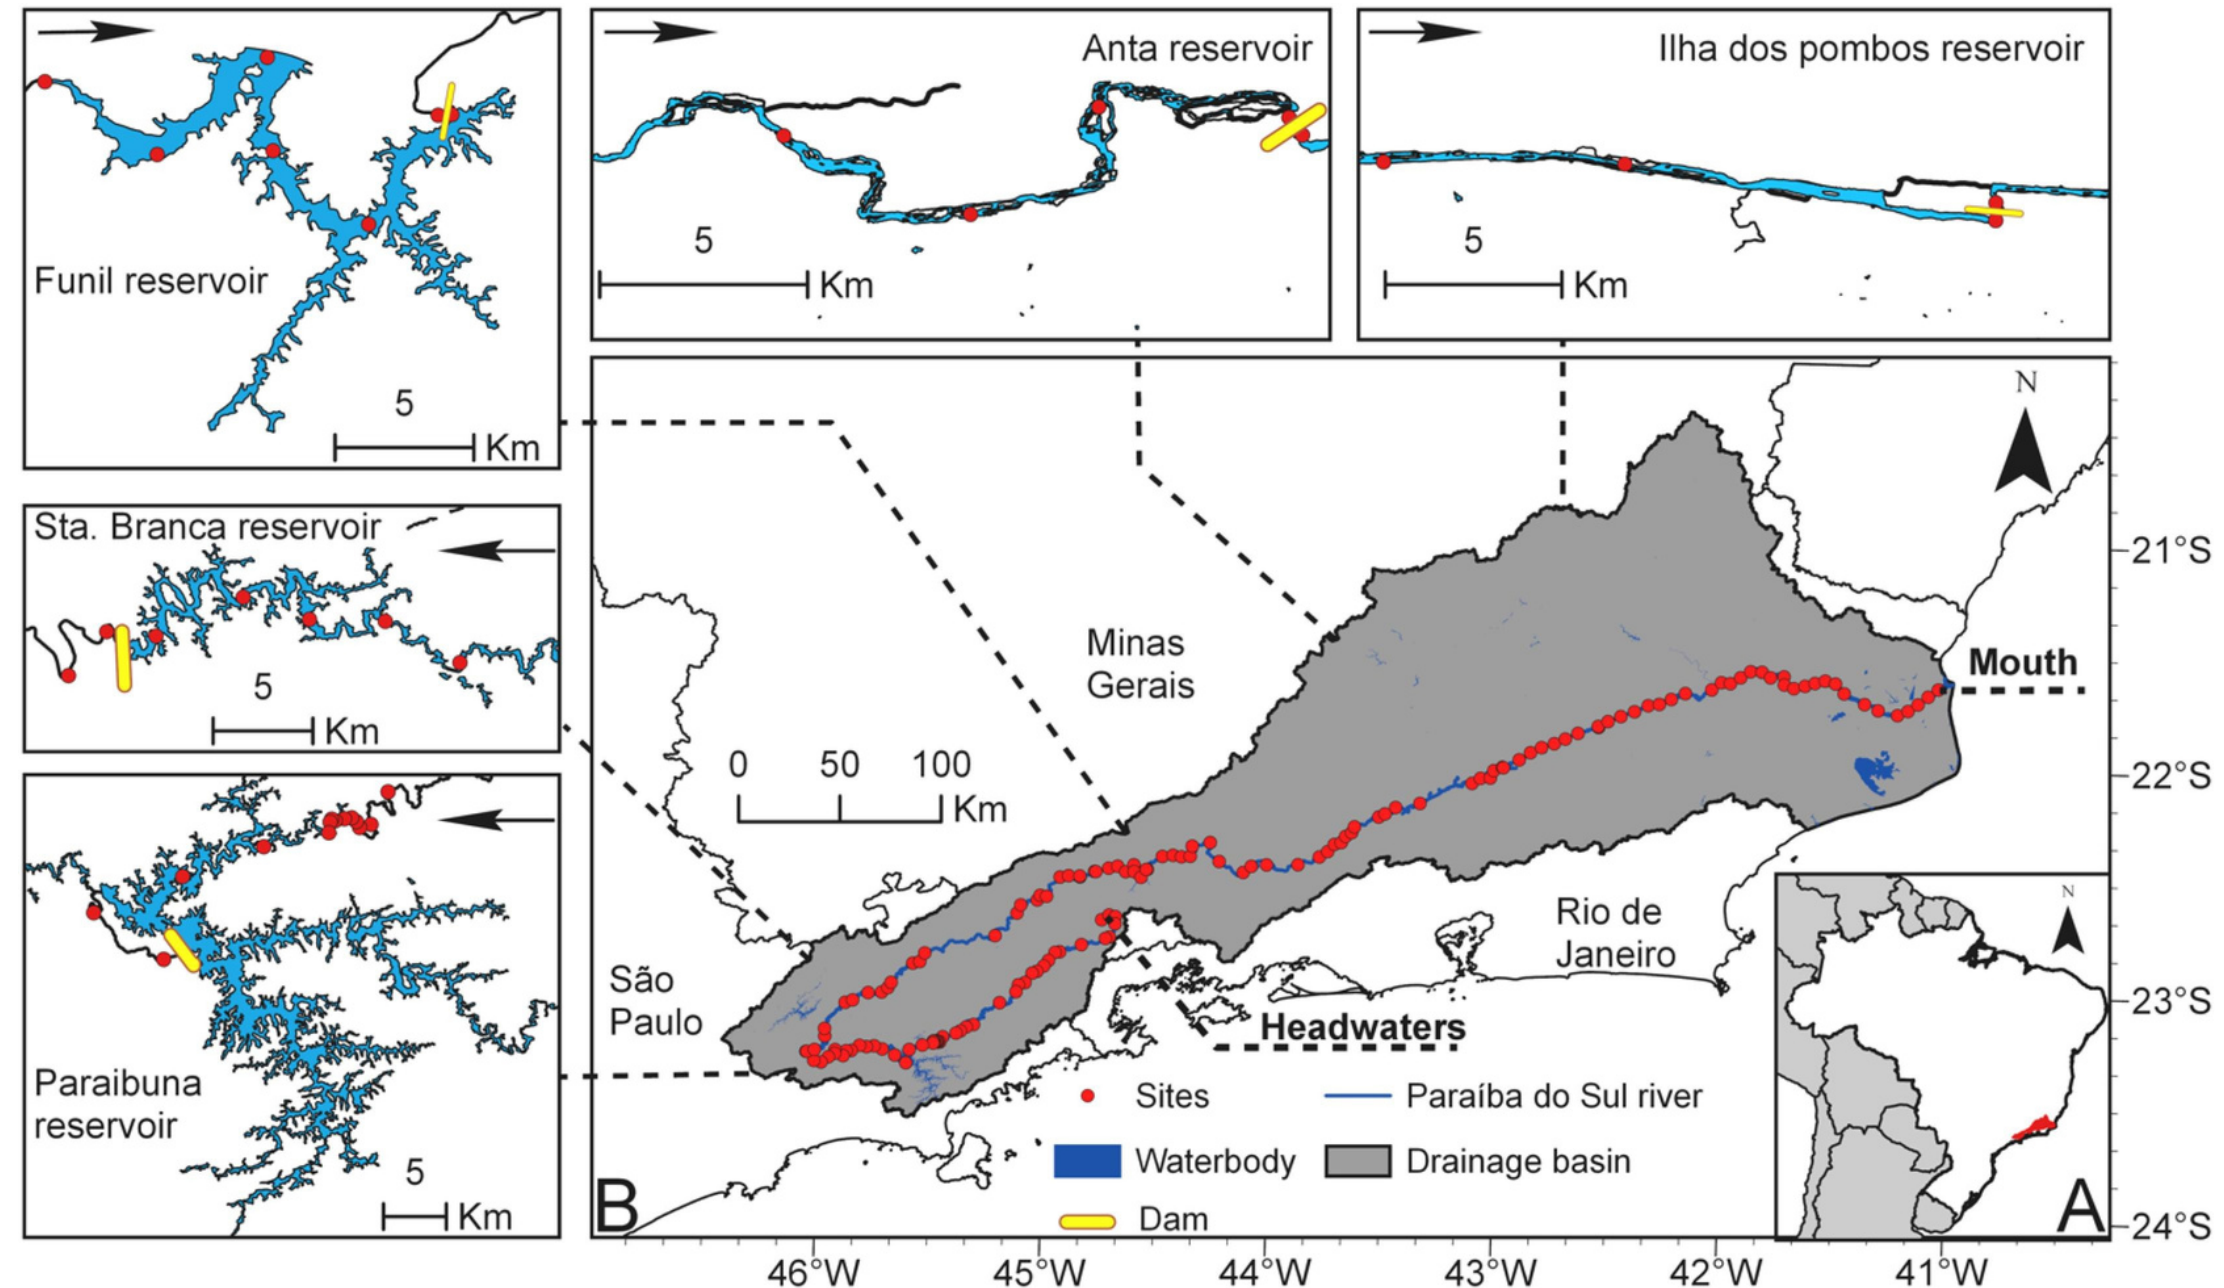 Funil reservoir
5
Km
Anta reservoir
5
Km
Ilha dos pombos reservoir
5
Km
Sta. Branca reservoir
5
Km
Paraibuna
reservoir
5
Km
N
Minas
Gerais
Mouth
0 50 100
Km
São
Paulo
Rio de
Janeiro
Headwaters
Sites
Paraíba do Sul river
Waterbody
Drainage basin
Dam
B
N
A
21°S
22°S
23°S
24°S
46°W 45°W 44°W 43°W 42°W 41°W